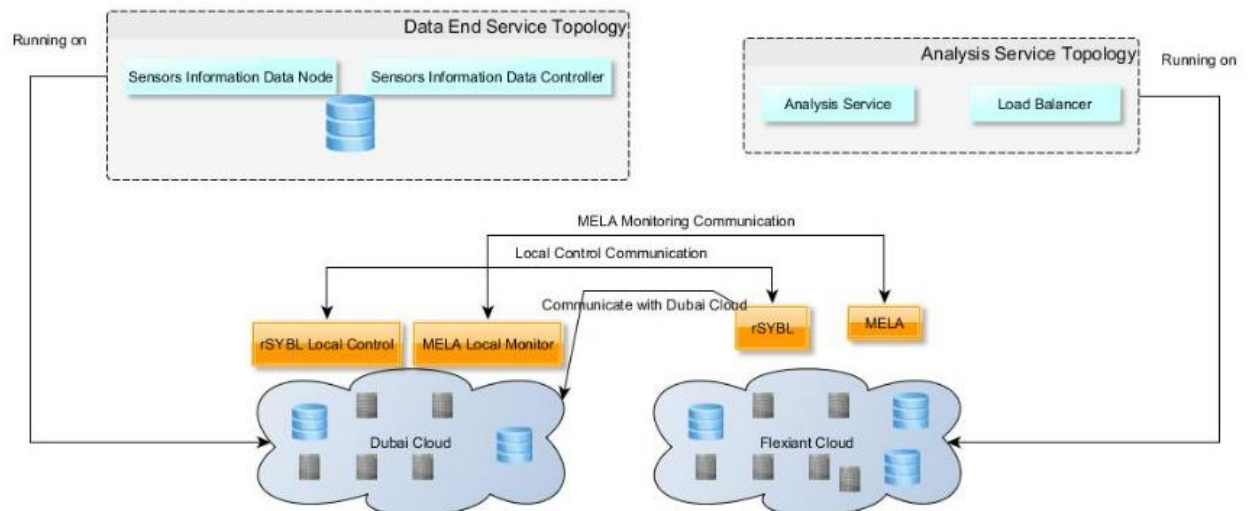 Data End Service Topology
Running on
Sensors Information Data Node
Sensors Information Data Controller
Analysis Service Topology
Running on
Analysis Service
Load Balancer
MELA Monitoring Communication
Local Control Communication
Communicate with Dubai Cloud
rSYBL Local Control
MELA Local Monitor
rSYBL
MELA
Dubai Cloud
Flexiant Cloud